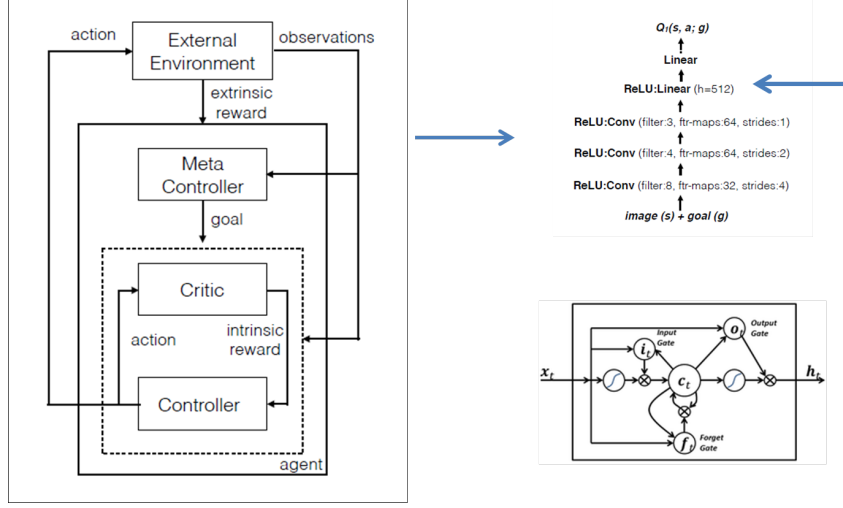 action
External
Environment
observations
extrinsic
reward
Meta
Controller
goal
Critic
action
intrinsic
reward
Controller
agent
Q₁(s, a; g)
Linear
ReLU:Linear (h=512)
ReLU:Conv (filter:3, ftr-maps:64, strides:1)
ReLU:Conv (filter:4, ftr-maps:64, strides:2)
ReLU:Conv (filter:8, ftr-maps:32, strides:4)
image (s) + goal (g)
Input
Gate
Output
Gate
oₜ
iₜ
xₜ
cₜ
hₜ
fₜ
Forget
Gate